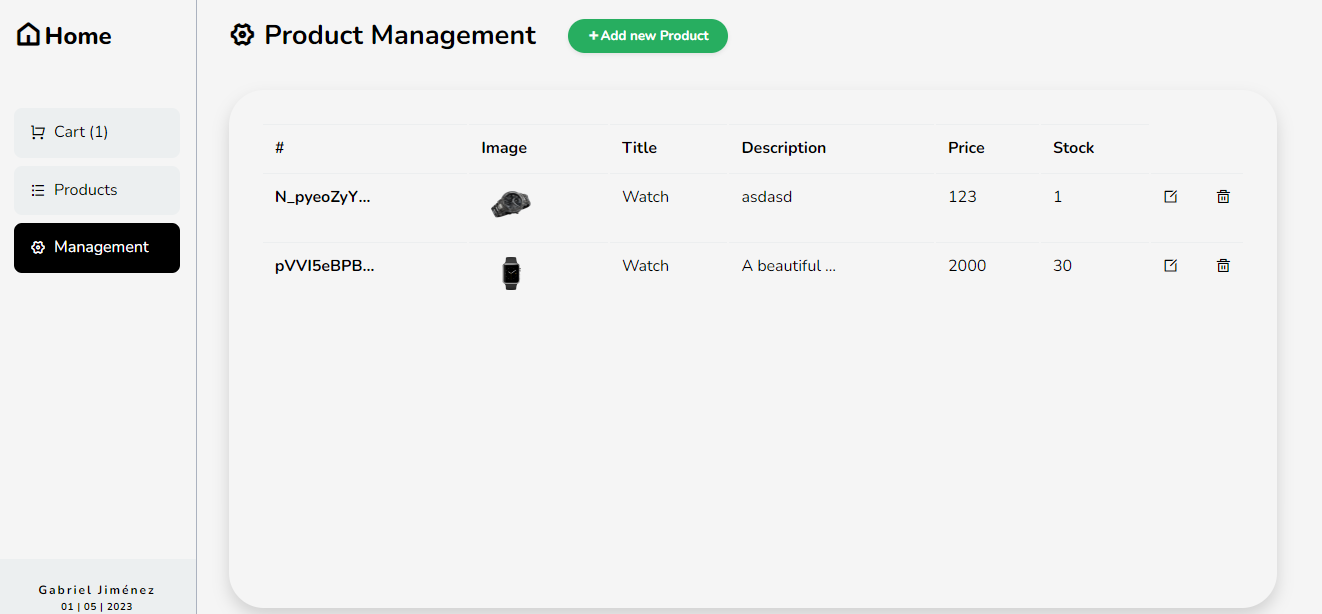 Home
Product Management
+Add new Product
Cart (1)
Products
Management
# Image Title Description Price Stock
N_pyeoZyY... Watch asdasd 123 1
pVVI5eBPB... Watch A beautiful ... 2000 30
Gabriel Jiménez
01 | 05 | 2023